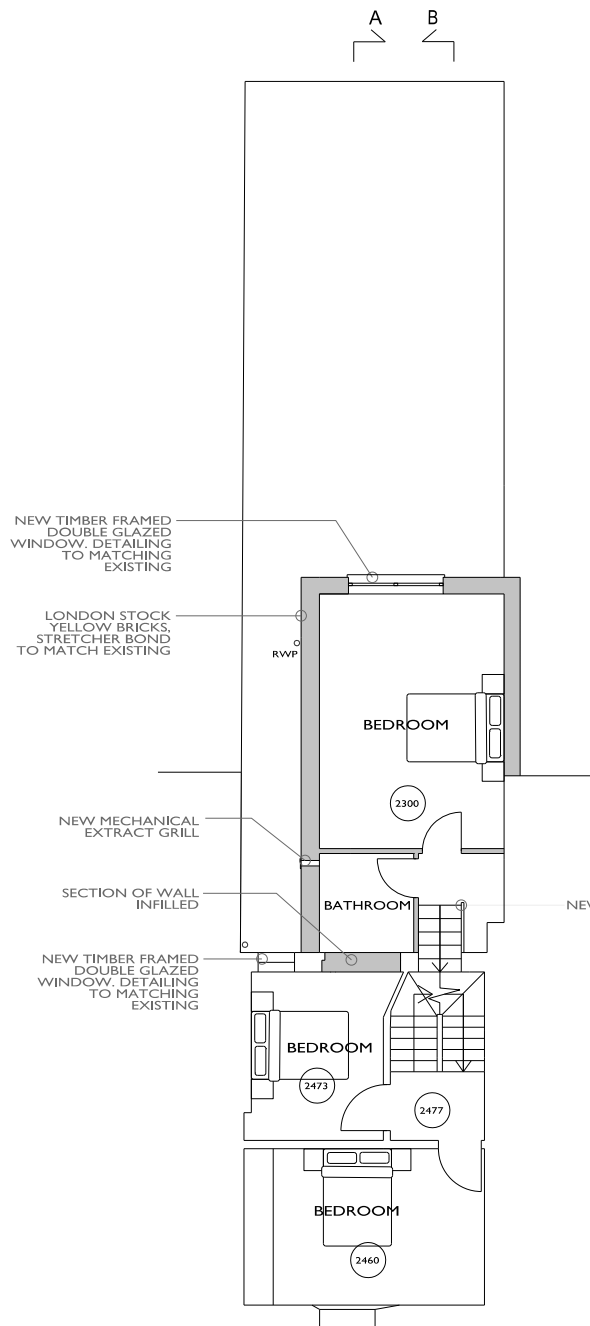 A
B
NEW TIMBER FRAMED
DOUBLE GLAZED
WINDOW. DETAILING
TO MATCHING
EXISTING
LONDON STOCK
YELLOW BRICKS,
STRETCHER BOND
TO MATCH EXISTING
RWP
BEDROOM
2300
NEW MECHANICAL
EXTRACT GRILL
SECTION OF WALL
INFILLED
BATHROOM
NEW TIMBER FRAMED
DOUBLE GLAZED
WINDOW. DETAILING
TO MATCHING
EXISTING
BEDROOM
2473
2477
BEDROOM
2460